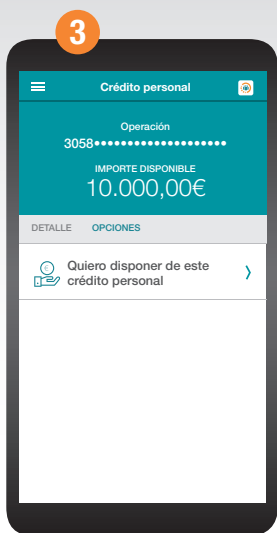 3
Crédito personal
Operación
3058••••••••••••••••••••
IMPORTE DISPONIBLE
10.000,00€
DETALLE OPCIONES
Quiero disponer de este
crédito personal